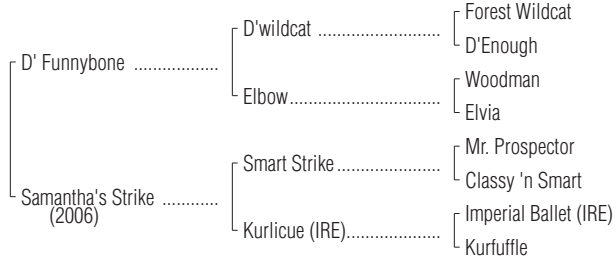 Forest Wildcat
D'wildcat
D'Enough
D' Funnybone
Woodman
Elbow
Elvia
Mr. Prospector
Smart Strike
Classy 'n Smart
Samantha's Strike
(2006)
Imperial Ballet (IRE)
Kurlicue (IRE)
Kurfuffle